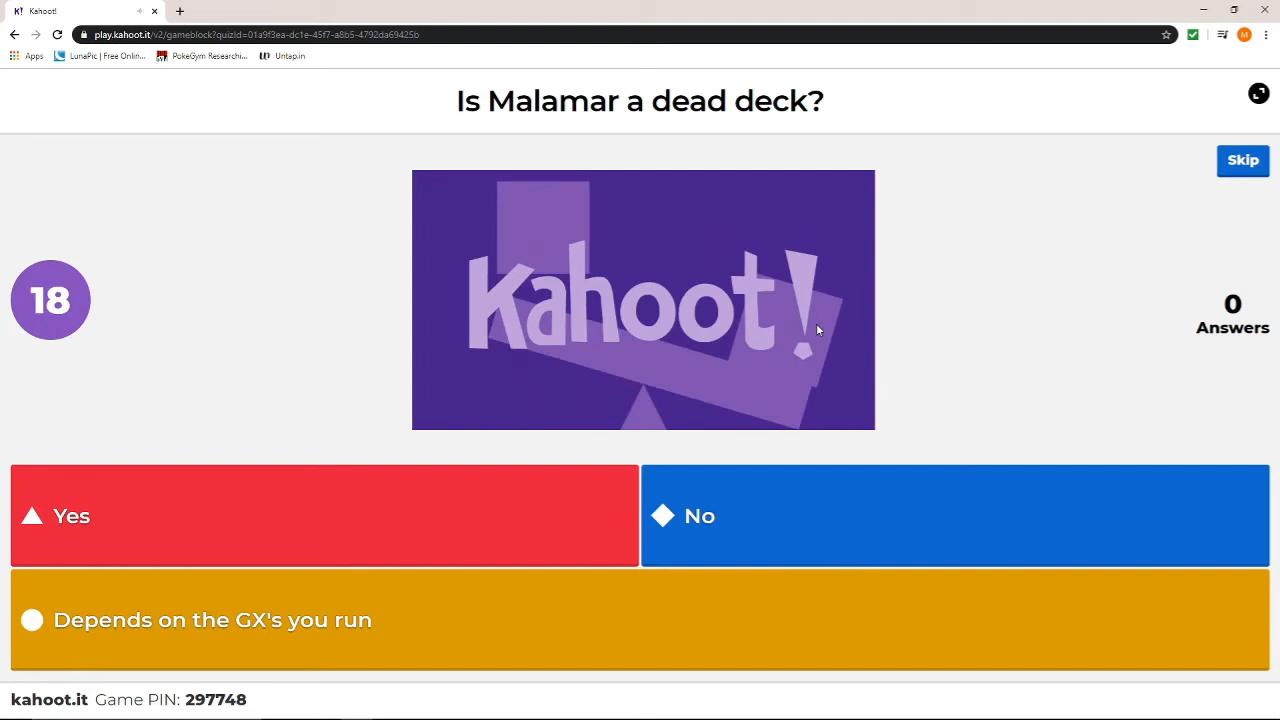 K! Kahoot!
play.kahoot.it/v2/gameblock?quizId=01a9f3ea-dc1e-45f7-a8b5-4792da69425b
M
Apps LunaPic | Free Onlin... PokeGym Researchi... Untap.in
Is Malamar a dead deck?
Skip
Kahoot!
18
0
Answers
Yes
No
Depends on the GX's you run
kahoot.it Game PIN: 297748